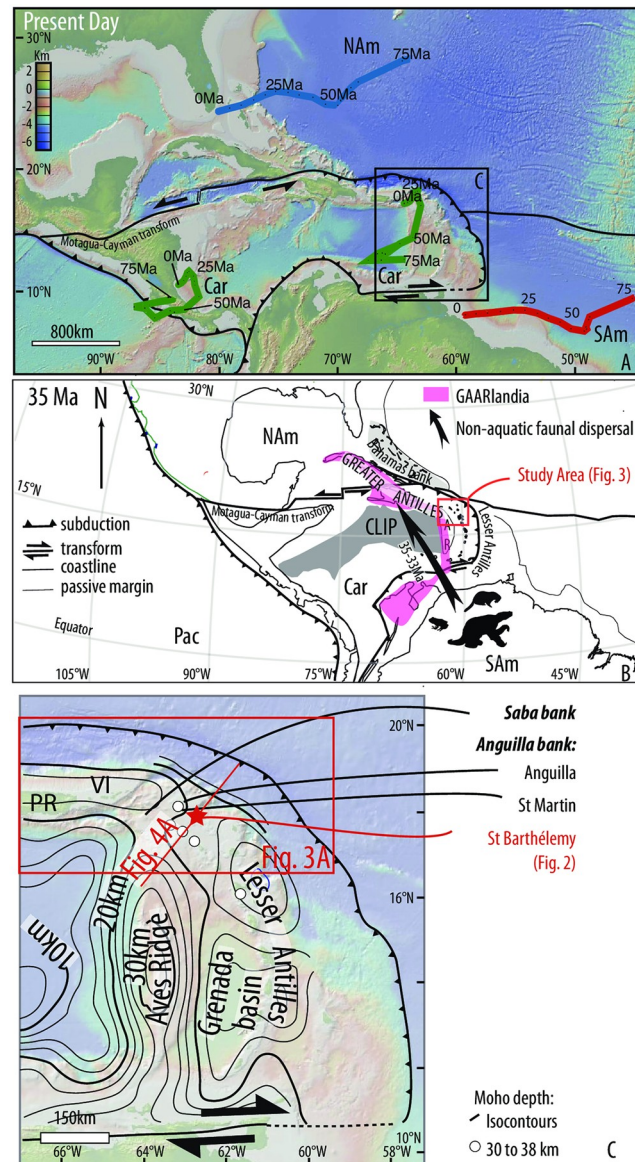 Present Day
30°N
Km
2
0
-2
-4
-6
NAm
75Ma
25Ma
50Ma
0Ma
20°N
25Ma
0Ma
C
Motagua-Cayman transform
0Ma
25Ma
75Ma
Car
50Ma
50Ma
75Ma
Car
10°N
0
25
50
75
SAm
800km
90°W
80°W
70°W
60°W
50°W
A
35 Ma
N
30°N
GAARlandia
Non-aquatic faunal dispersal
NAm
Bahamas bank
15°N
GREATER ANTILLES
Study Area (Fig. 3)
Motagua-Cayman transform
subduction
transform
coastline
passive margin
CLIP
A
R
Lesser Antilles
35-33Ma
Car
Equator
Pac
SAm
105°W
90°W
75°W
60°W
45°W
B
20°N
Saba bank
Anguilla bank:
Anguilla
St Martin
St Barthélemy
(Fig. 2)
VI
PR
Fig. 4A
Fig. 3A
20km
Lesser
16°N
10km
30km
Aves Ridge
Grenada
basin
Antilles
150km
Moho depth:
Isocontours
30 to 38 km
C
66°W
64°W
62°W
60°W
58°W
10°N